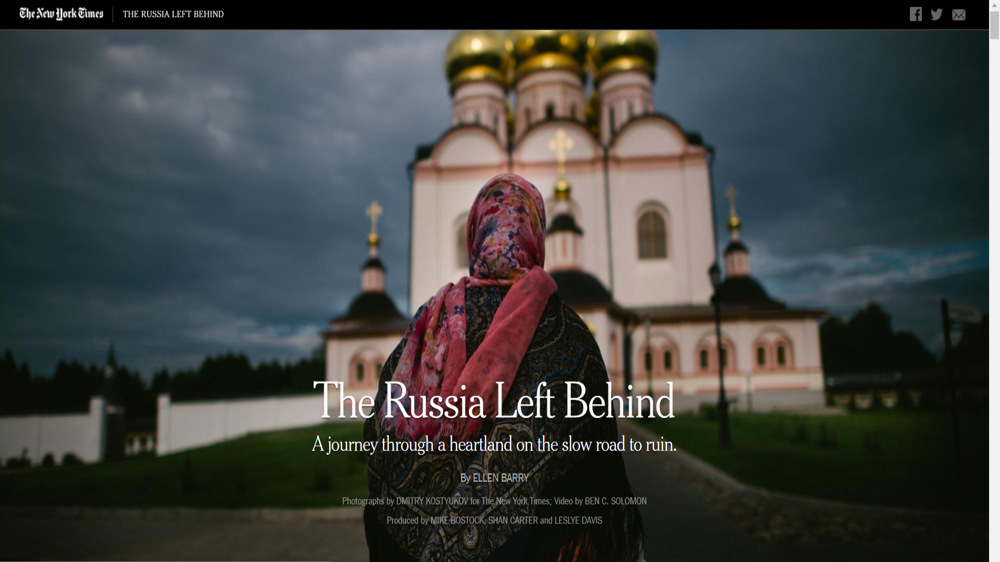 The New York Times
THE RUSSIA LEFT BEHIND
The Russia Left Behind
A journey through a heartland on the slow road to ruin.
By ELLEN BARRY
Photographs by DMITRY KOSTYUKOV for The New York Times; Video by BEN C. SOLOMON
Produced by MIKE BOSTOCK, SHAN CARTER and LESLYE DAVIS